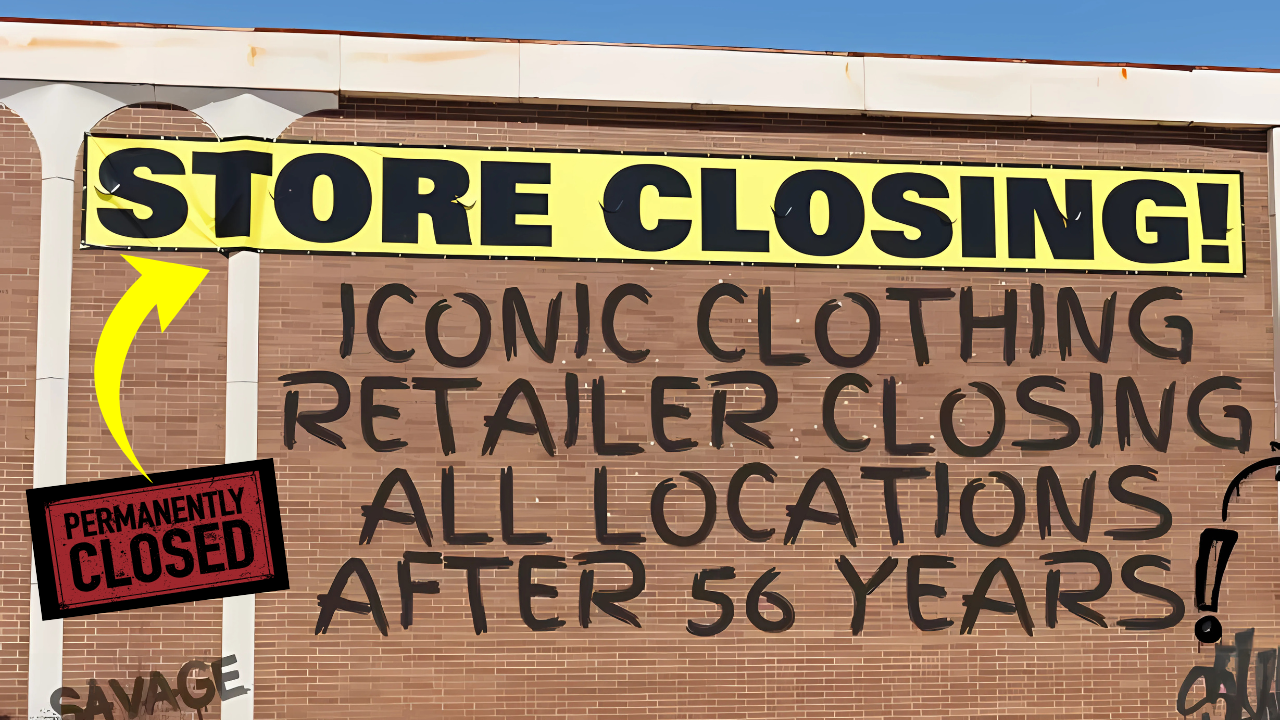 STORE CLOSING!
ICONIC CLOTHING
RETAILER CLOSING
ALL LOCATIONS
AFTER 56 YEARS!
PERMANENTLY
CLOSED
SAVAGE